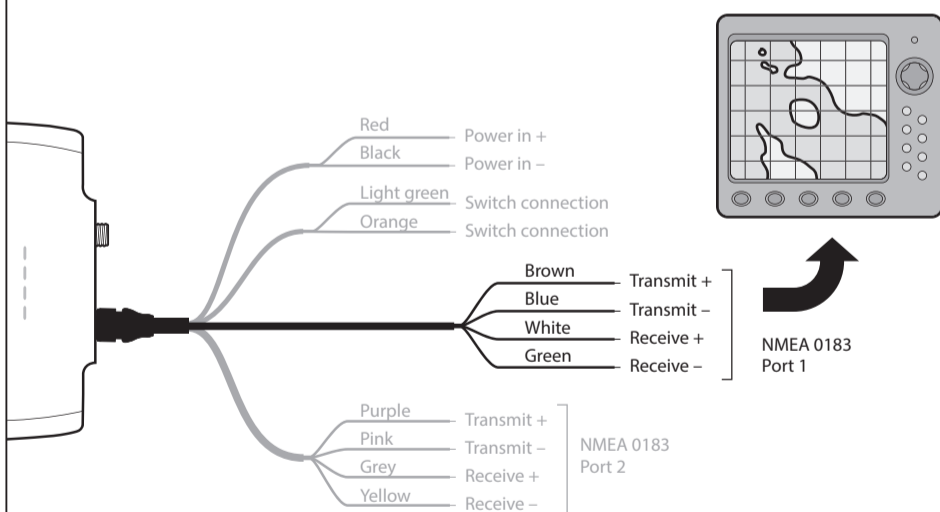 Red
Power in +
Black
Power in –
Light green
Switch connection
Orange
Switch connection
Brown
Transmit +
Blue
Transmit –
White
Receive +
Green
Receive –
NMEA 0183
Port 1
Purple
Transmit +
Pink
Transmit –
Grey
Receive +
Yellow
Receive –
NMEA 0183
Port 2